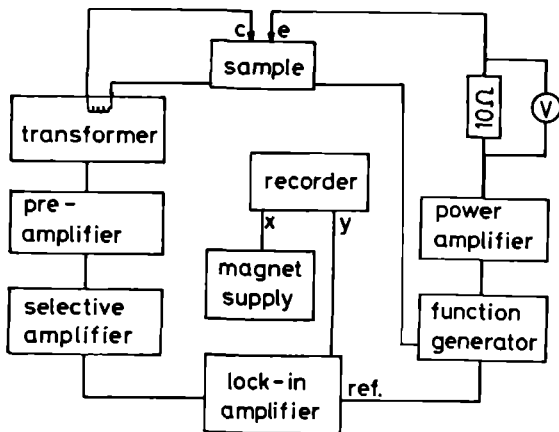 c e
sample
transformer
10Ω
V
recorder
x y
pre-
amplifier
power
amplifier
magnet
supply
selective
amplifier
function
generator
lock-in
amplifier
ref.